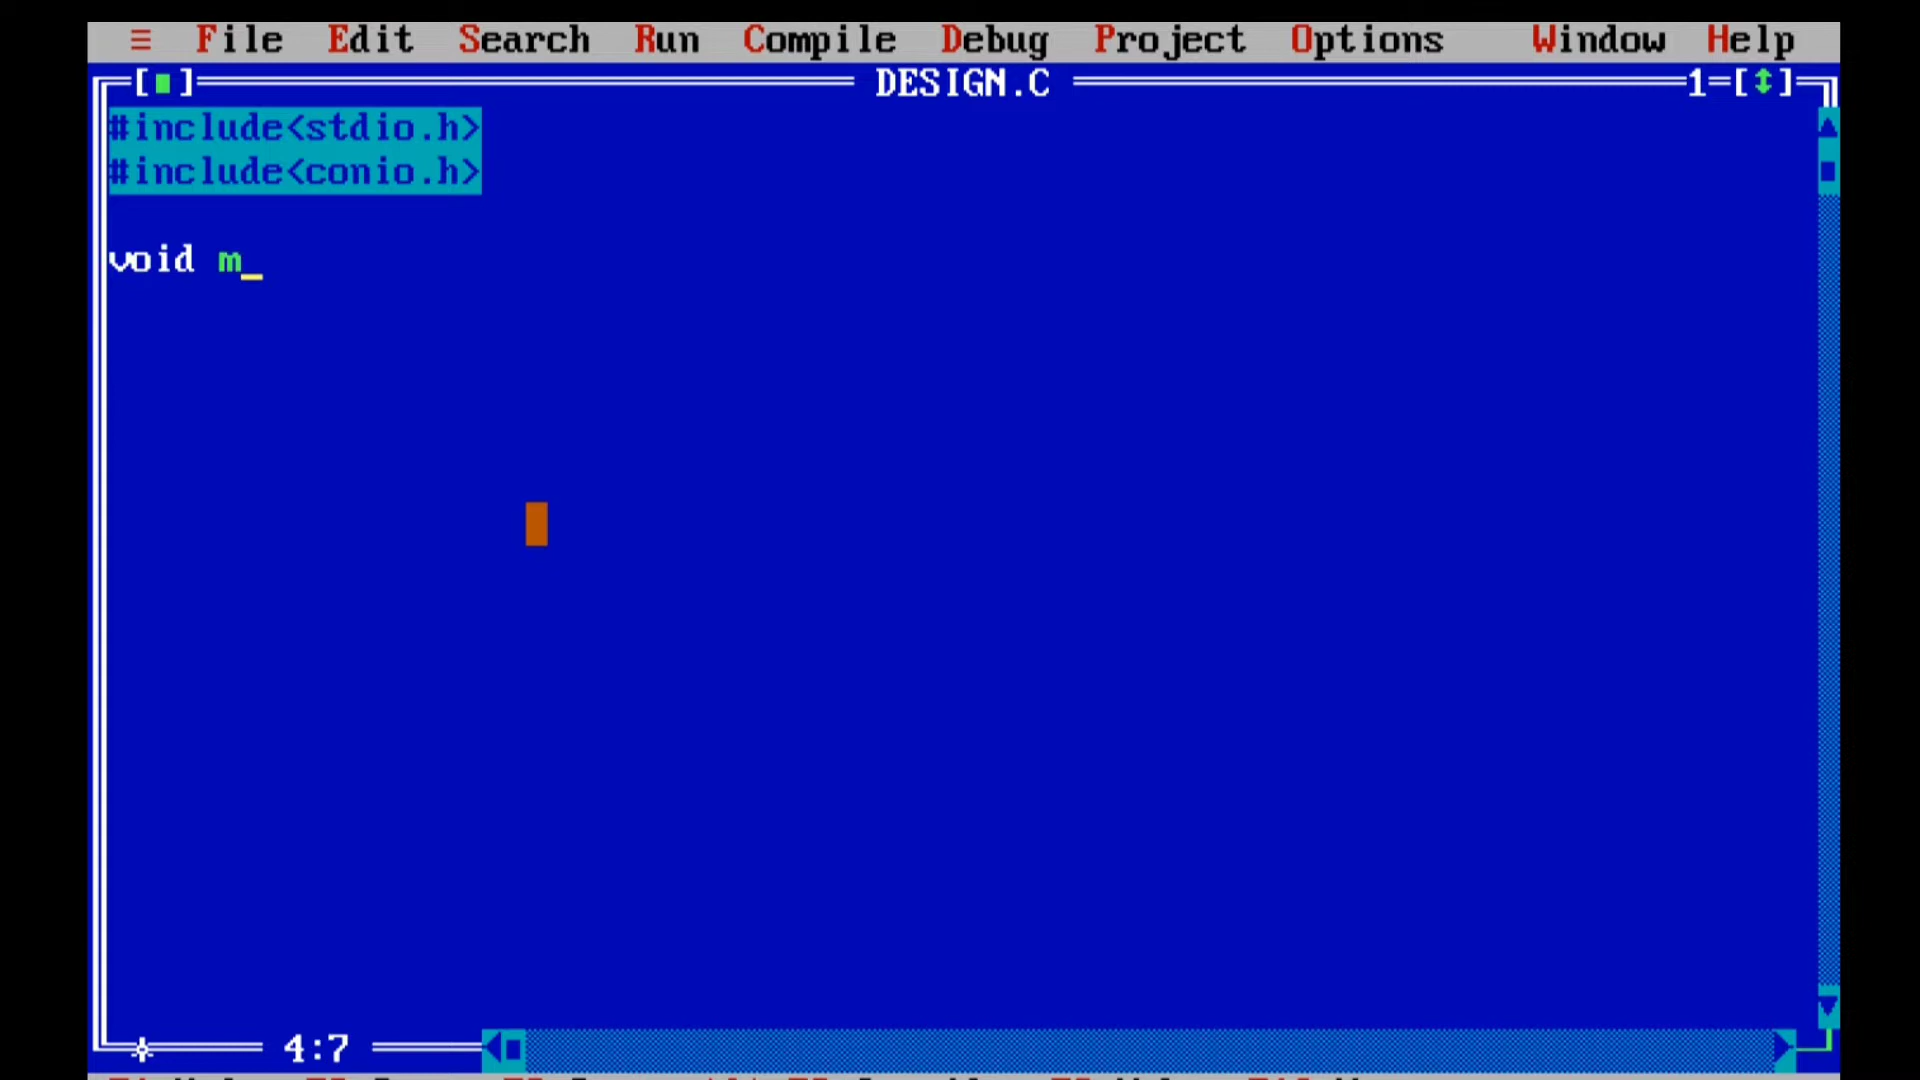 ≡ File Edit Search Run Compile Debug Project Options Window Help
[■] DESIGN.C 1=[↕]
#include<stdio.h>
#include<conio.h>
void m_
4:7